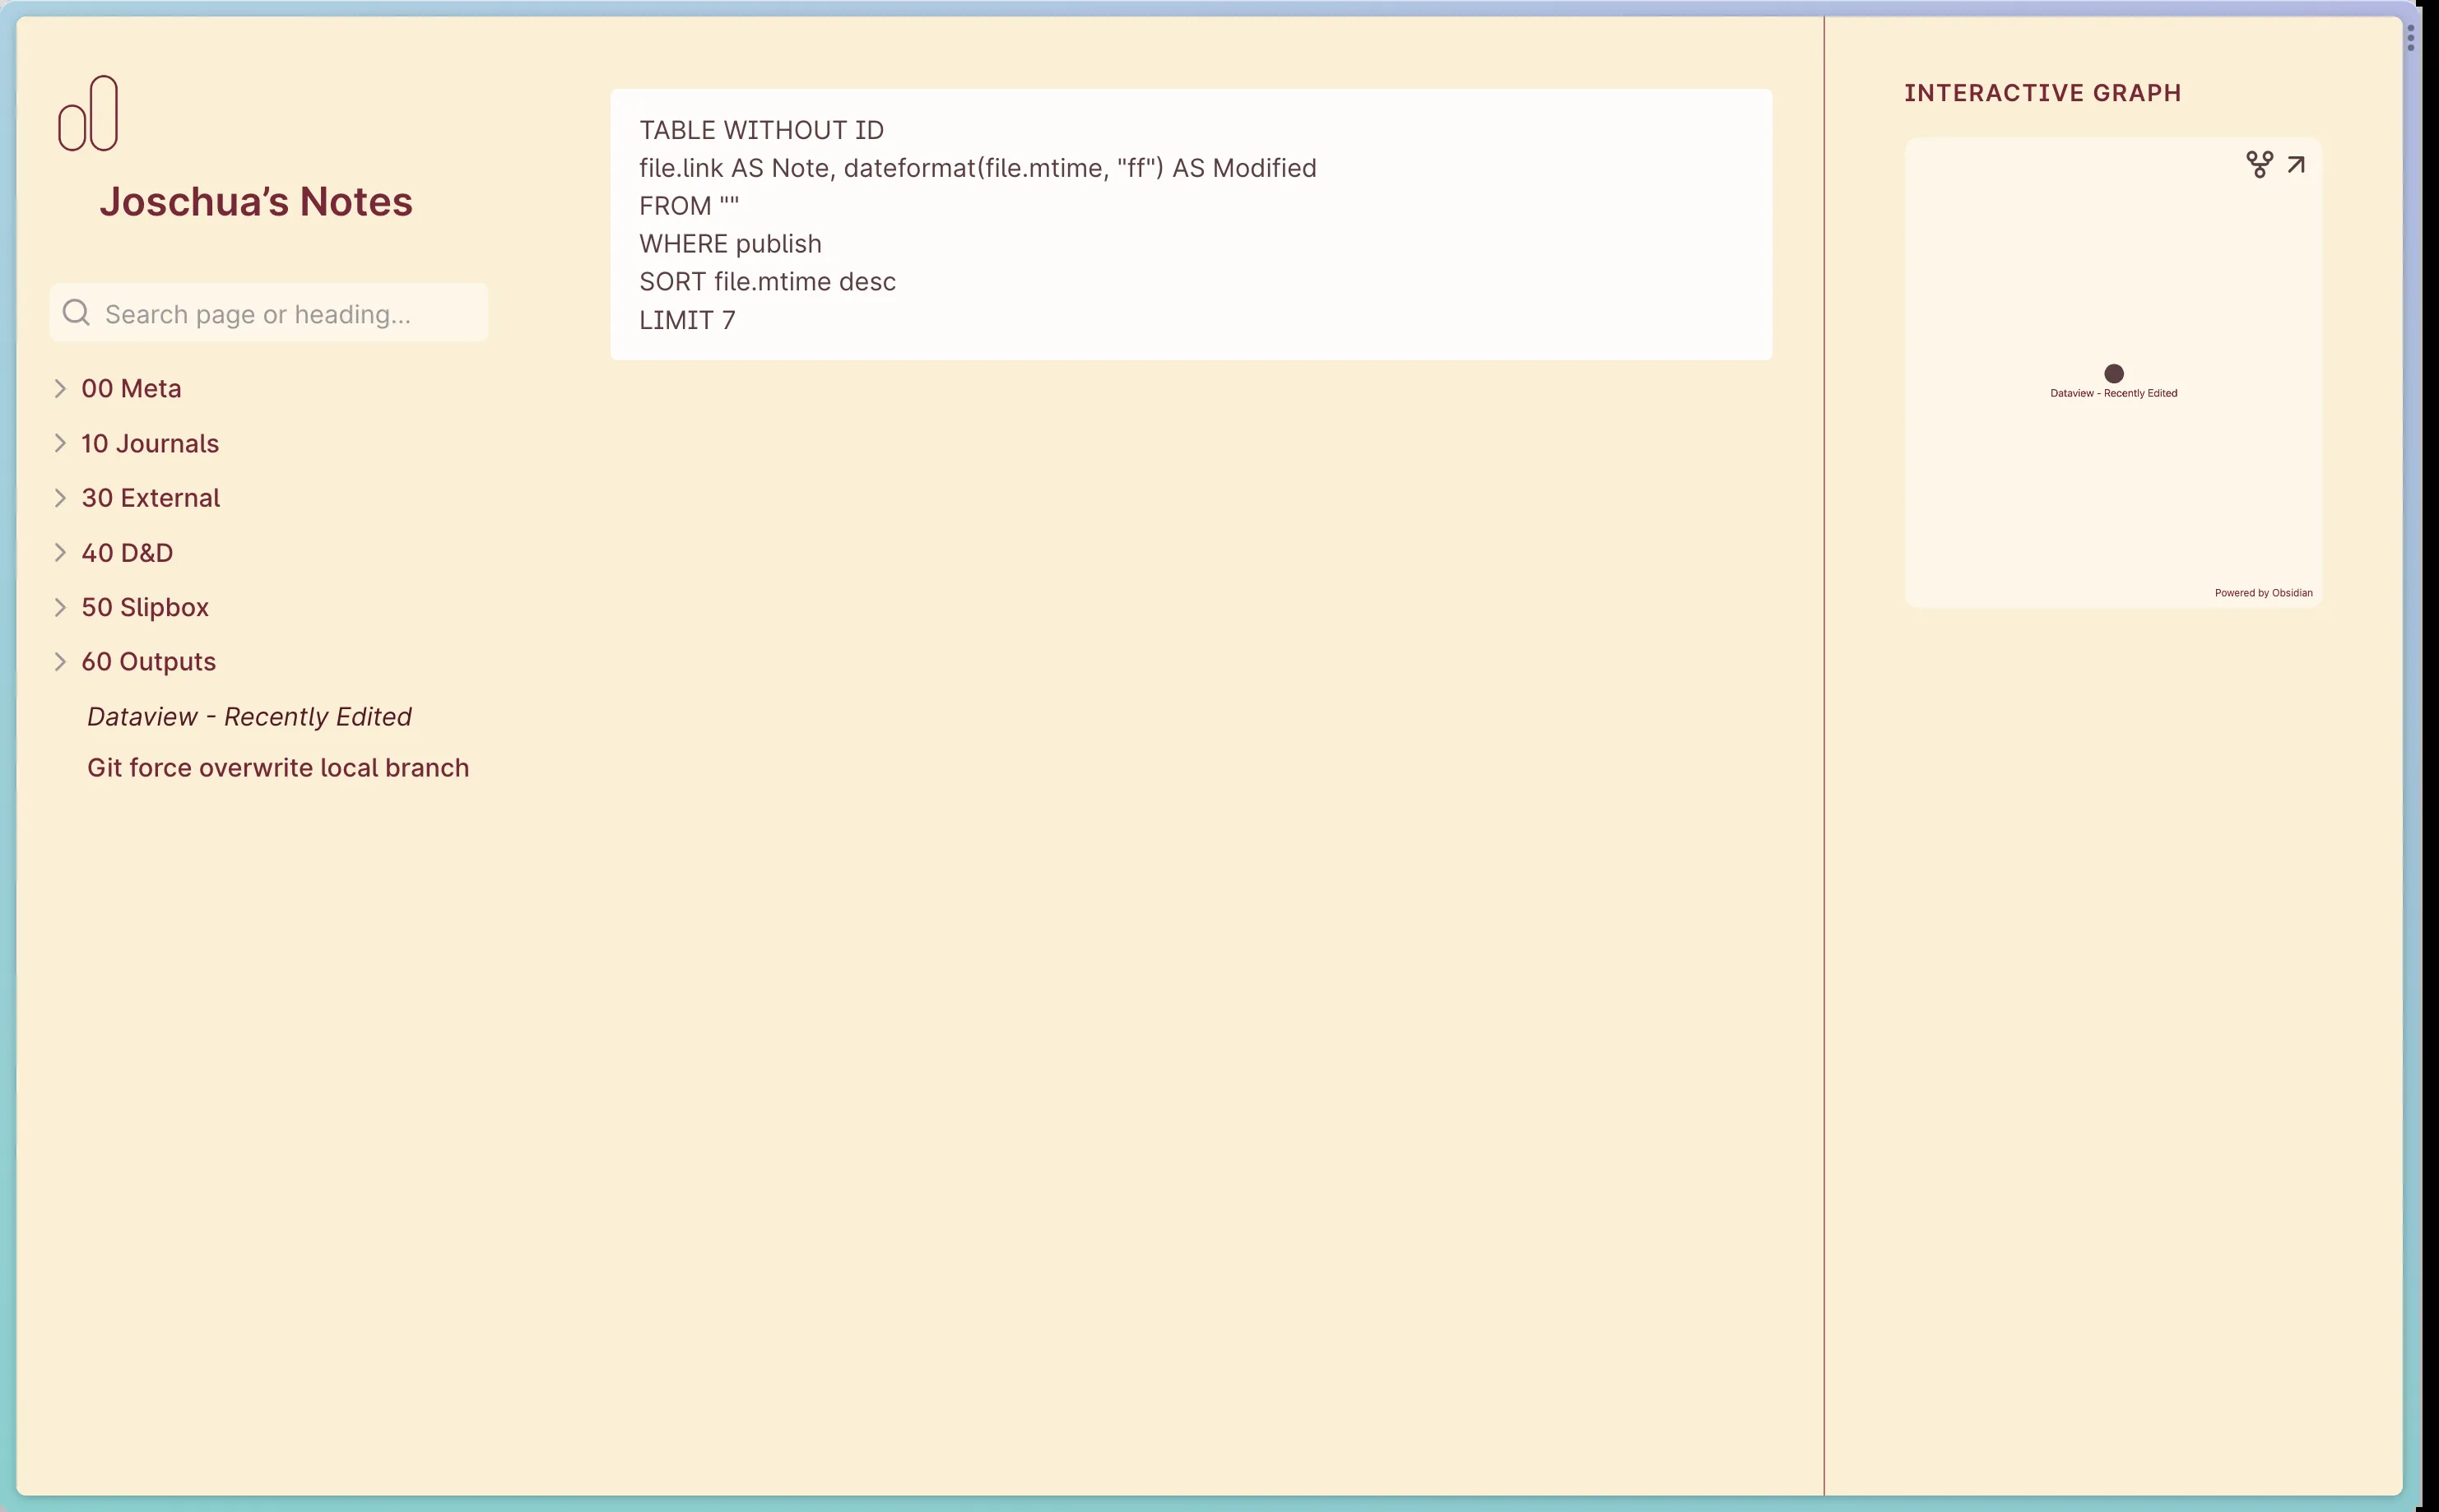 Joschua’s Notes
Search page or heading...
00 Meta
10 Journals
30 External
40 D&D
50 Slipbox
60 Outputs
Dataview - Recently Edited
Git force overwrite local branch
TABLE WITHOUT ID
file.link AS Note, dateformat(file.mtime, "ff") AS Modified
FROM ""
WHERE publish
SORT file.mtime desc
LIMIT 7
INTERACTIVE GRAPH
Dataview - Recently Edited
Powered by Obsidian